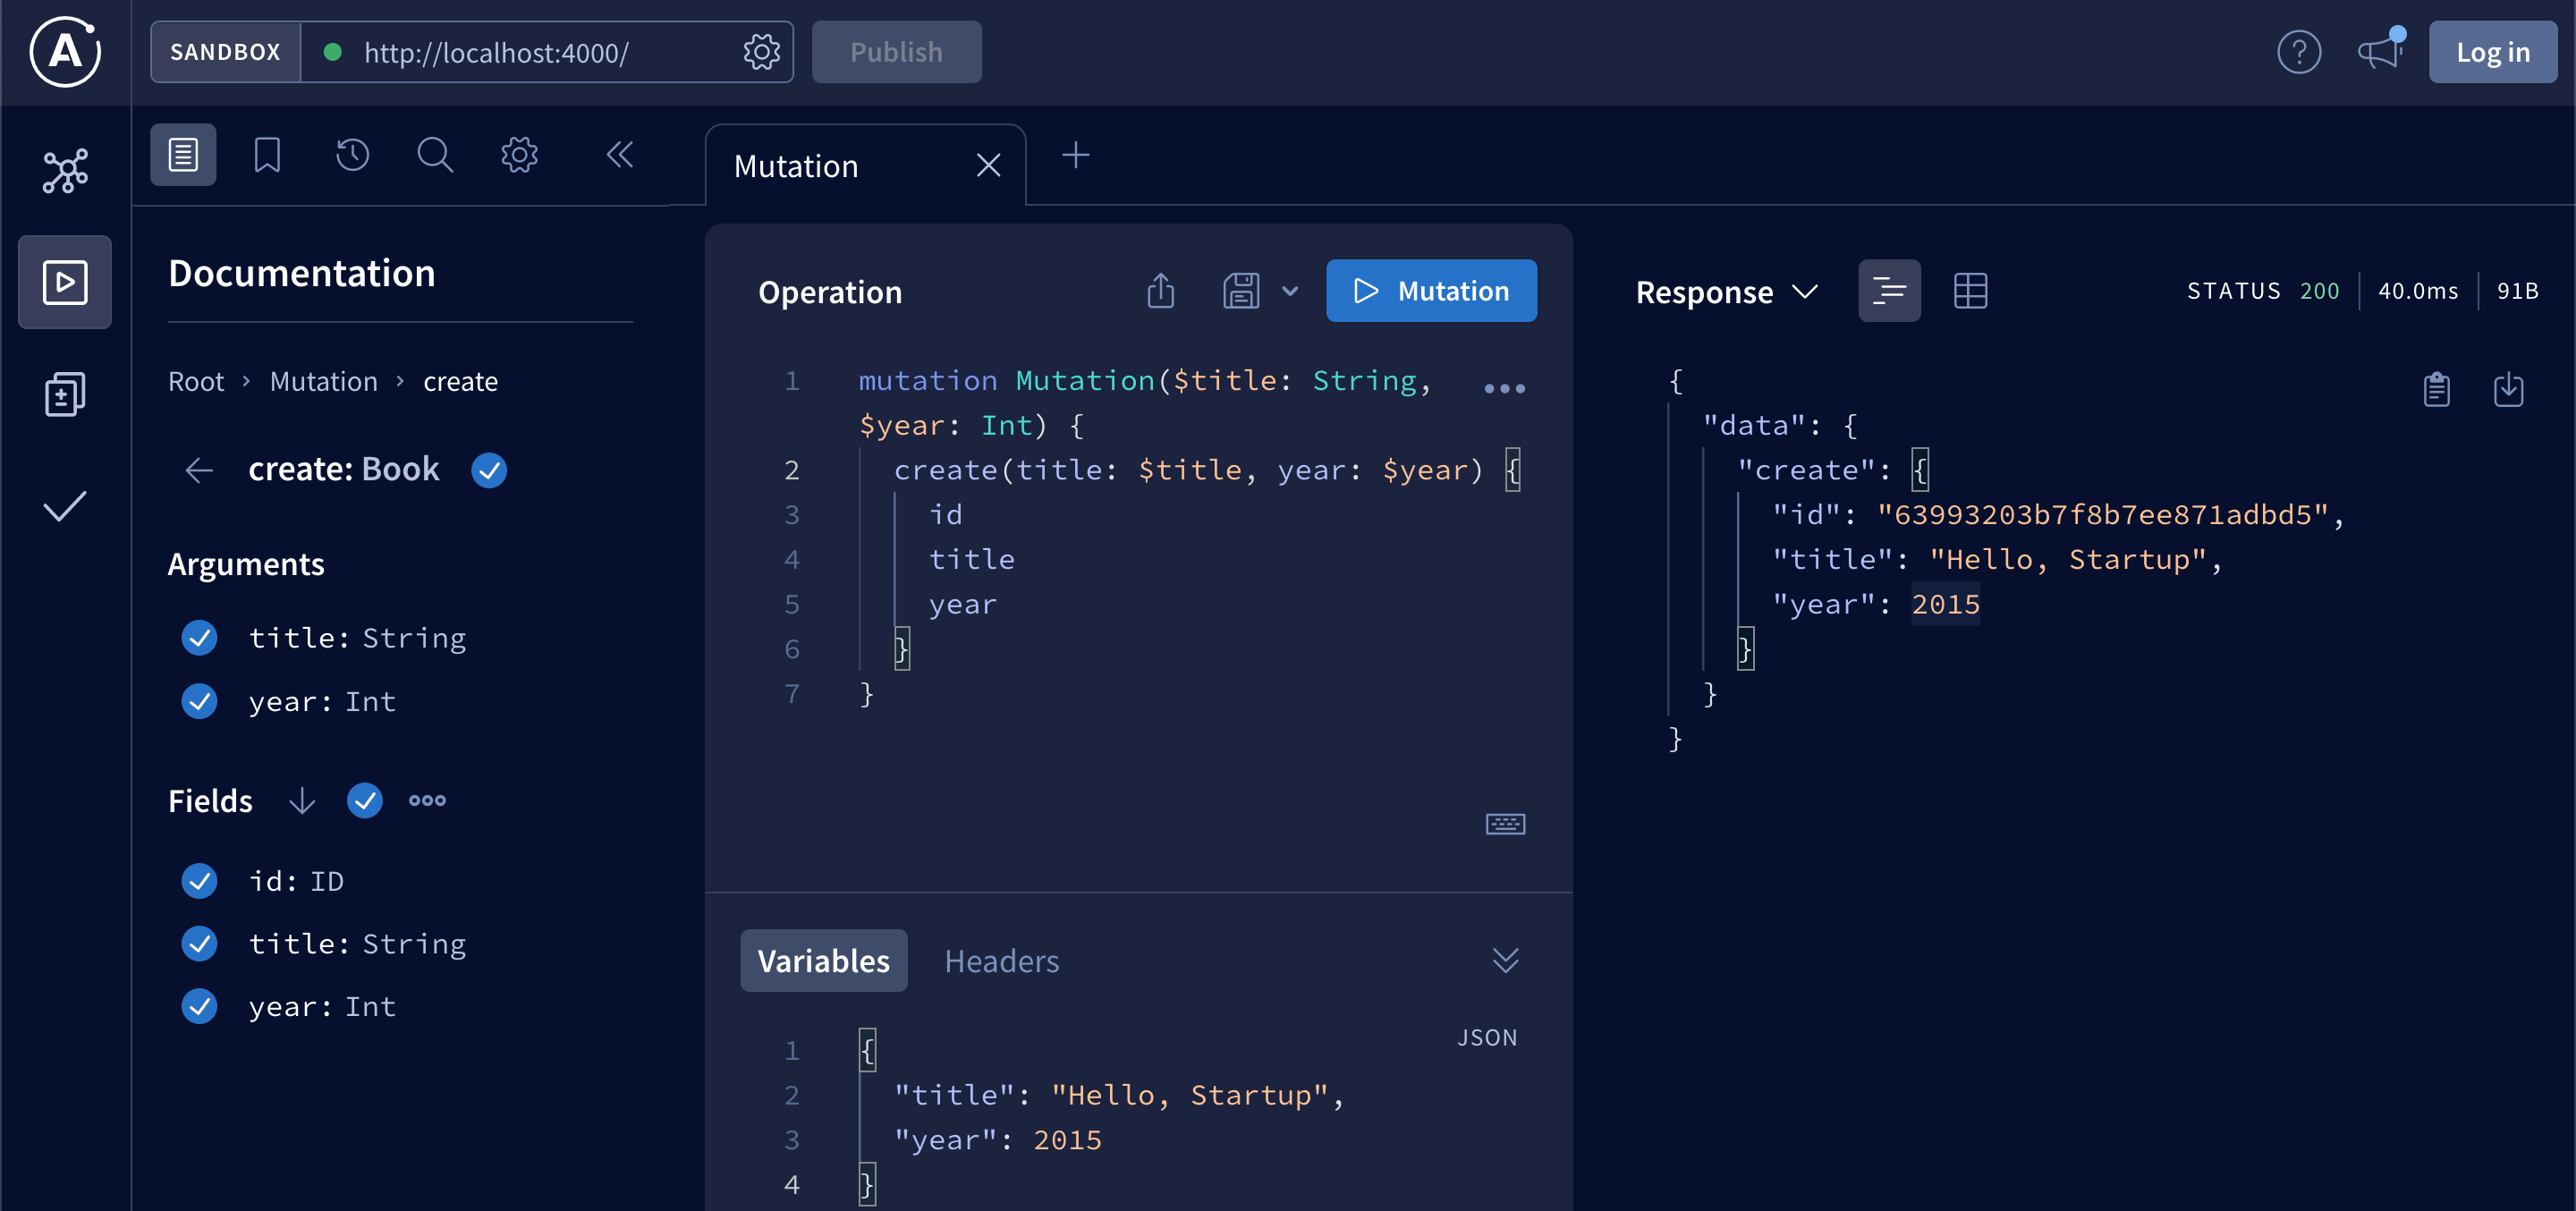 SANDBOX http://localhost:4000/ Publish Log in
Mutation
Documentation
Root > Mutation > create
create: Book
Arguments
title: String
year: Int
Fields
id: ID
title: String
year: Int
Operation
Mutation
1 mutation Mutation($title: String,
$year: Int) {
2 create(title: $title, year: $year) {
3 id
4 title
5 year
6 }
7 }
Variables Headers
JSON
1 {
2 "title": "Hello, Startup",
3 "year": 2015
4 }
Response STATUS 200 40.0ms 91B
{
"data": {
"create": {
"id": "63993203b7f8b7ee871adbd5",
"title": "Hello, Startup",
"year": 2015
}
}
}